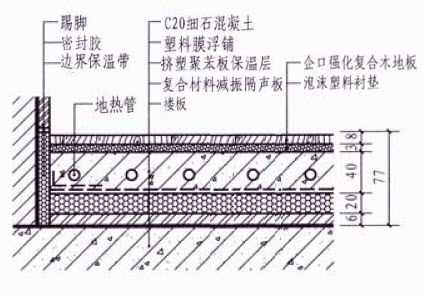 踢脚
密封胶
边界保温带
地热管
C20细石混凝土
塑料膜浮铺
挤塑聚苯板保温层
复合材料减振隔声板
楼板
企口强化复合木地板
泡沫塑料衬垫
8
3
40
20
6
77